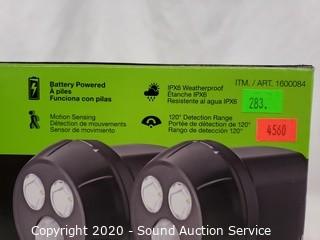 ITM. / ART. 1600084
Battery Powered
À piles
Funciona con pilas
IPX6 Weatherproof
Étanche IPX6
Resistente al agua IPX6
283.
Motion Sensing
Détection de mouvements
Sensor de movimiento
120° Detection Range
Portée de détection de 120°
Rango de detección 120°
4560
Copyright 2020 - Sound Auction Service